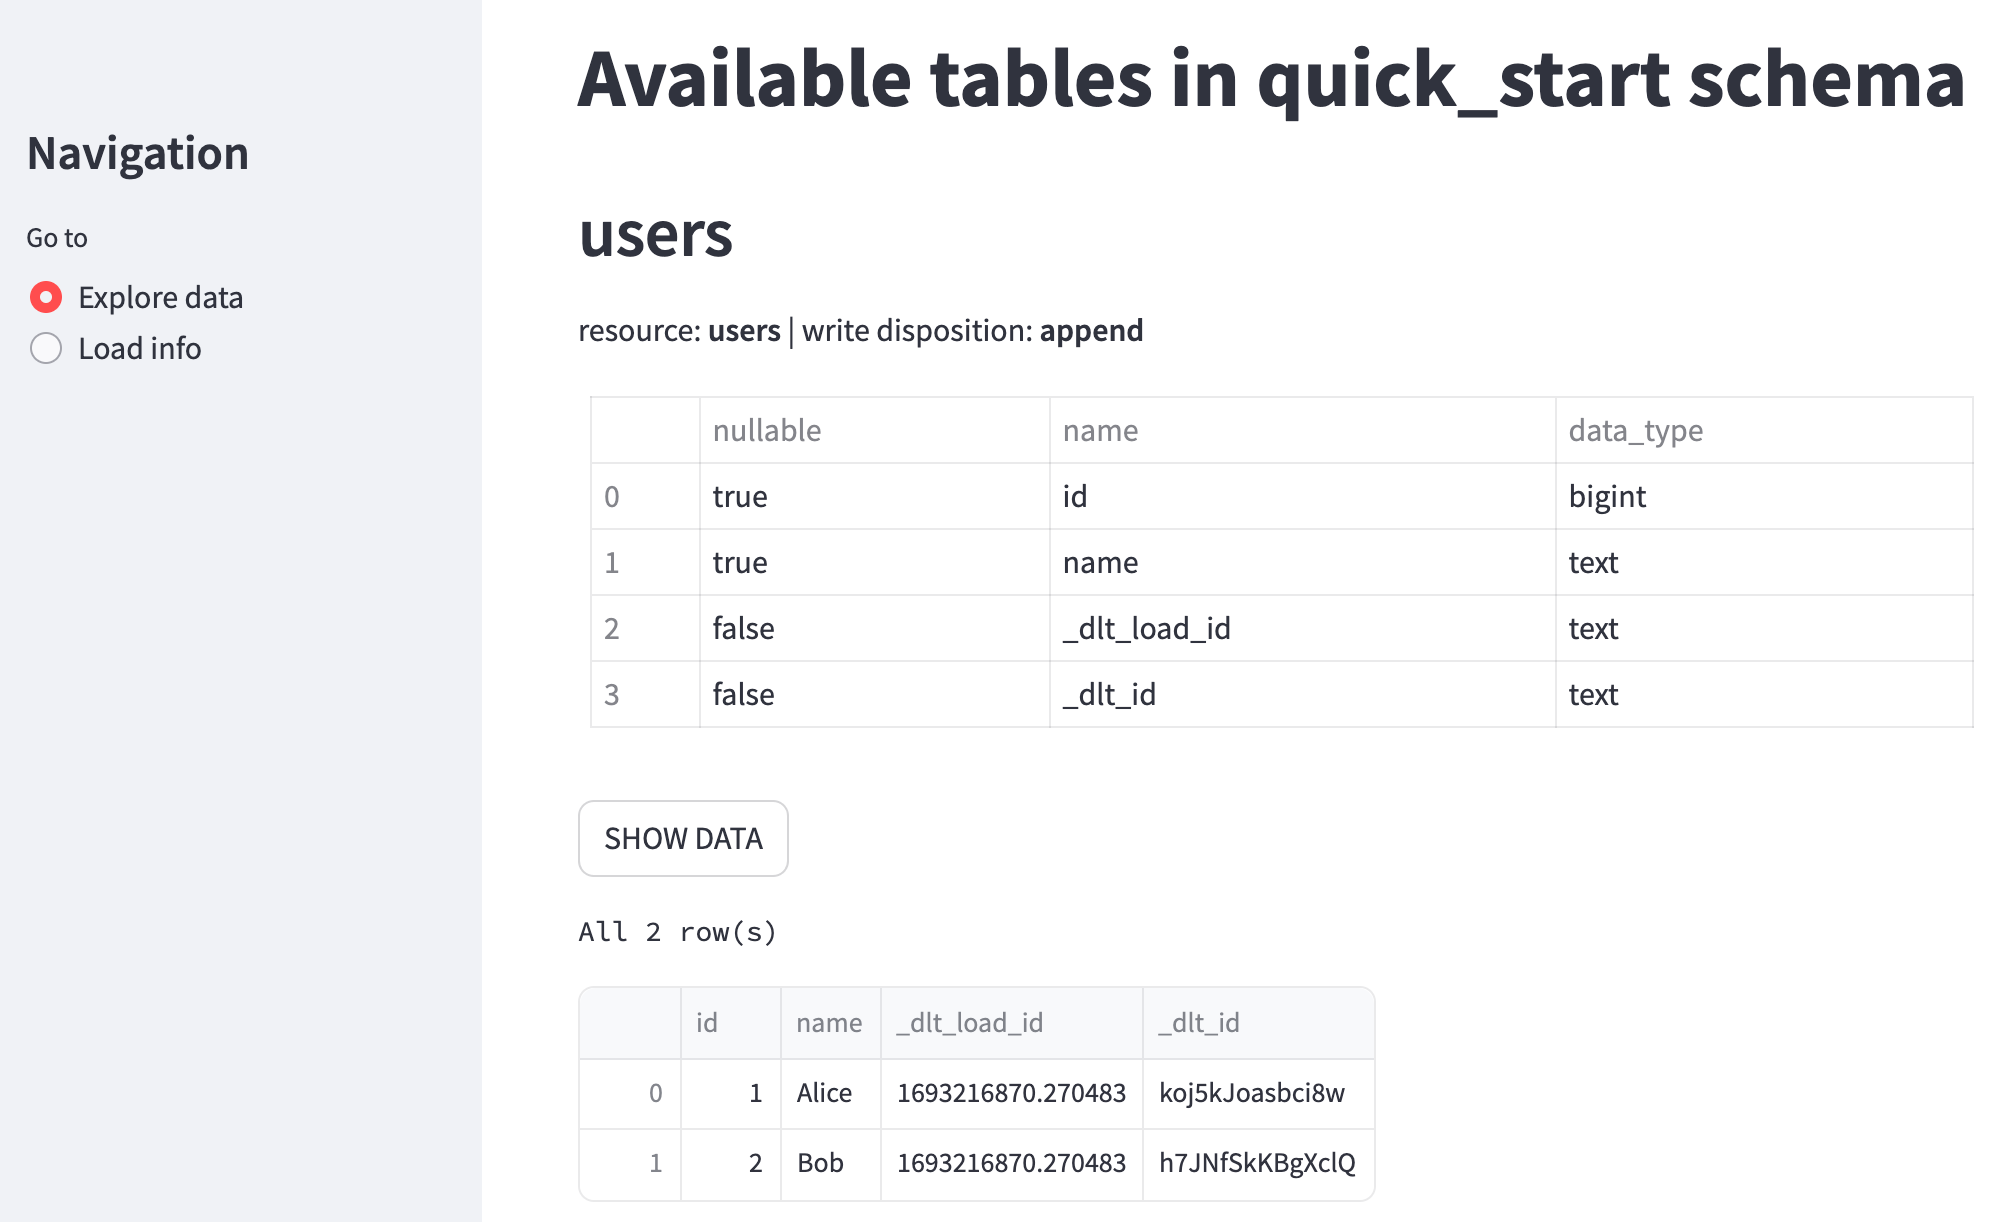 Available tables in quick_start schema
Navigation
Go to
Explore data
Load info
users
resource: users | write disposition: append
nullable name data_type
0 true id bigint
1 true name text
2 false _dlt_load_id text
3 false _dlt_id text
SHOW DATA
All 2 row(s)
id name _dlt_load_id _dlt_id
0 1 Alice 1693216870.270483 koj5kJoasbci8w
1 2 Bob 1693216870.270483 h7JNfSkKBgXclQ